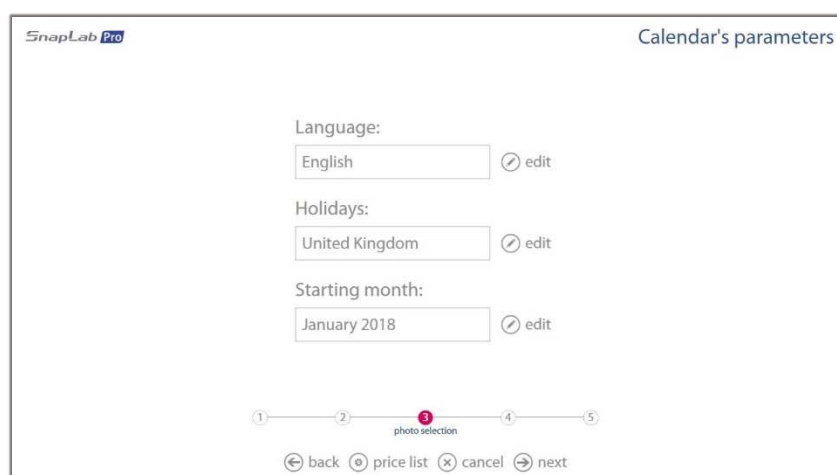 SnapLab Pro
Calendar's parameters
Language:
English edit
Holidays:
United Kingdom edit
Starting month:
January 2018 edit
1 2 3 4 5
photo selection
back price list cancel next